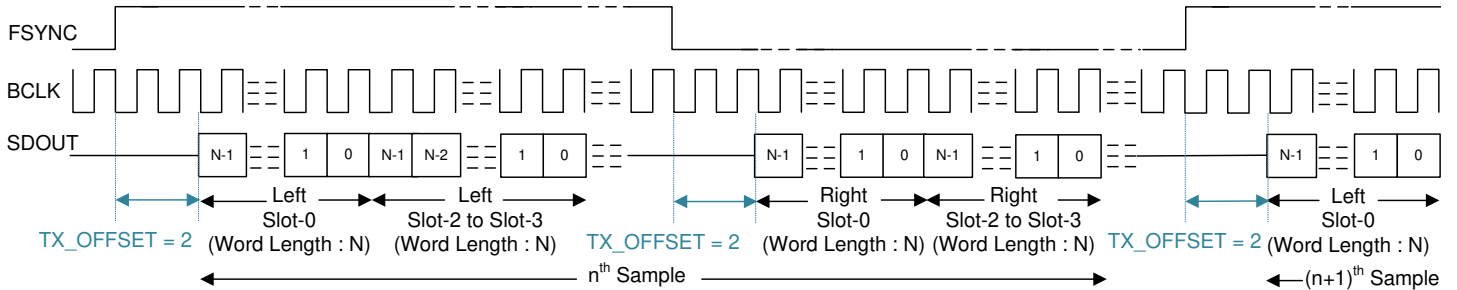 FSYNC
BCLK
SDOUT
N-1 1 0 N-1 N-2 1 0 N-1 1 0 N-1 1 0 N-1 1 0
Left Left Right Right Left
Slot-0 Slot-2 to Slot-3 Slot-0 Slot-2 to Slot-3 Slot-0
TX_OFFSET = 2 (Word Length : N) (Word Length : N) TX_OFFSET = 2 (Word Length : N) (Word Length : N) TX_OFFSET = 2 (Word Length : N)
nth Sample (n+1)th Sample